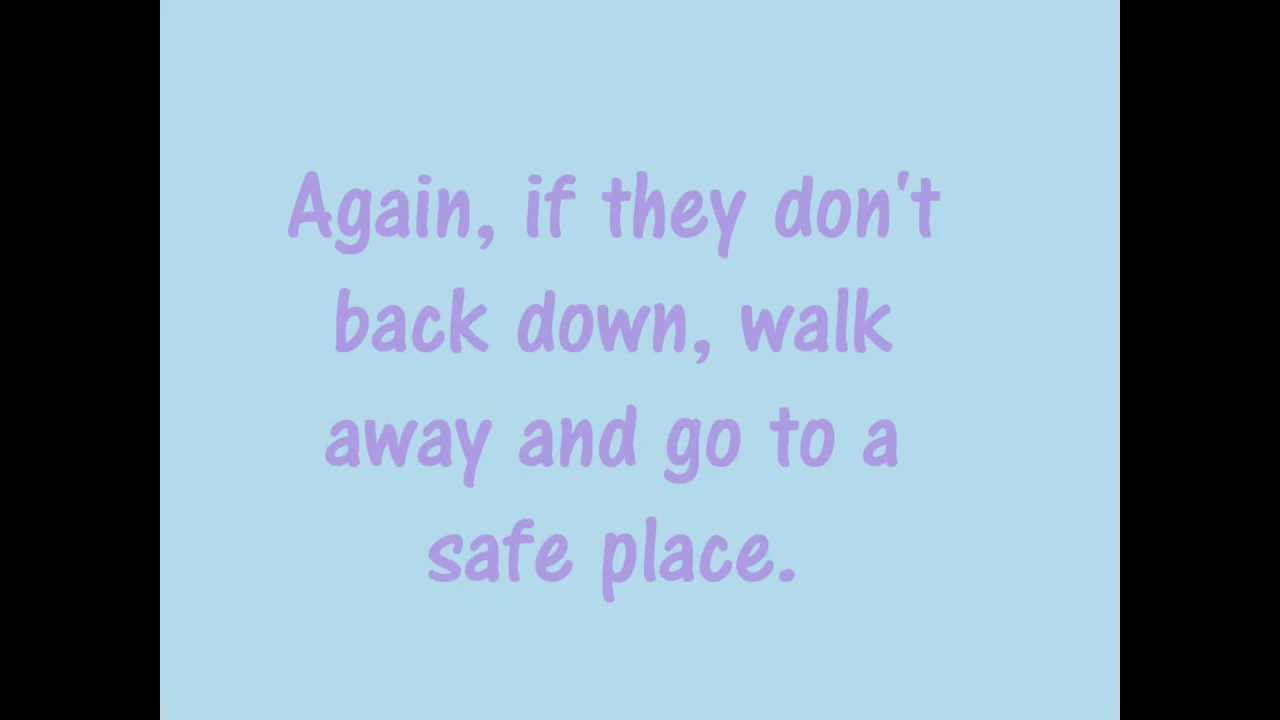 Again, if they don't
back down, walk
away and go to a
safe place.